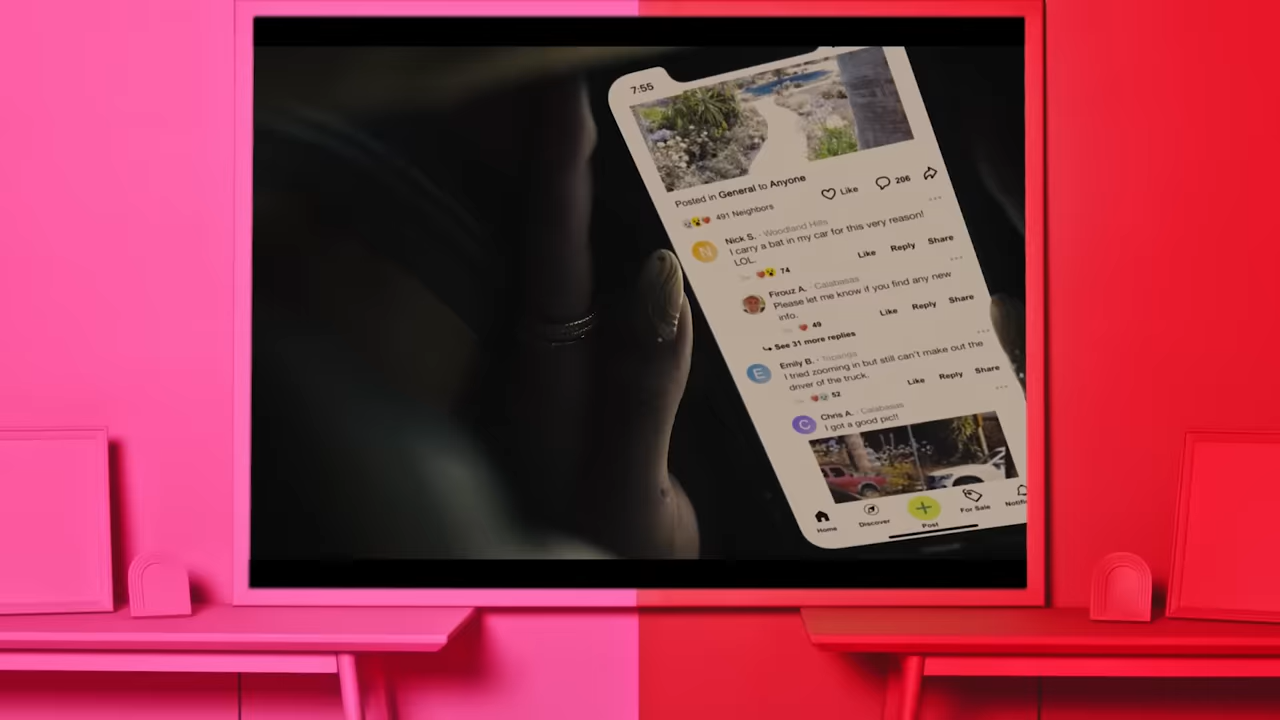 7:55
Posted in General to Anyone
Like 206
491 Neighbors
N
Nick S. · Woodland Hills
I carry a bat in my car for this very reason!
LOL.
74
Like Reply Share
Firouz A. · Calabasas
Please let me know if you find any new
info.
49
Like Reply Share
See 31 more replies
E
Emily B. · Topanga
I tried zooming in but still can't make out the
driver of the truck.
52
Like Reply Share
C
Chris A. · Calabasas
I got a good pic!!
Home
Discover
Post
For Sale